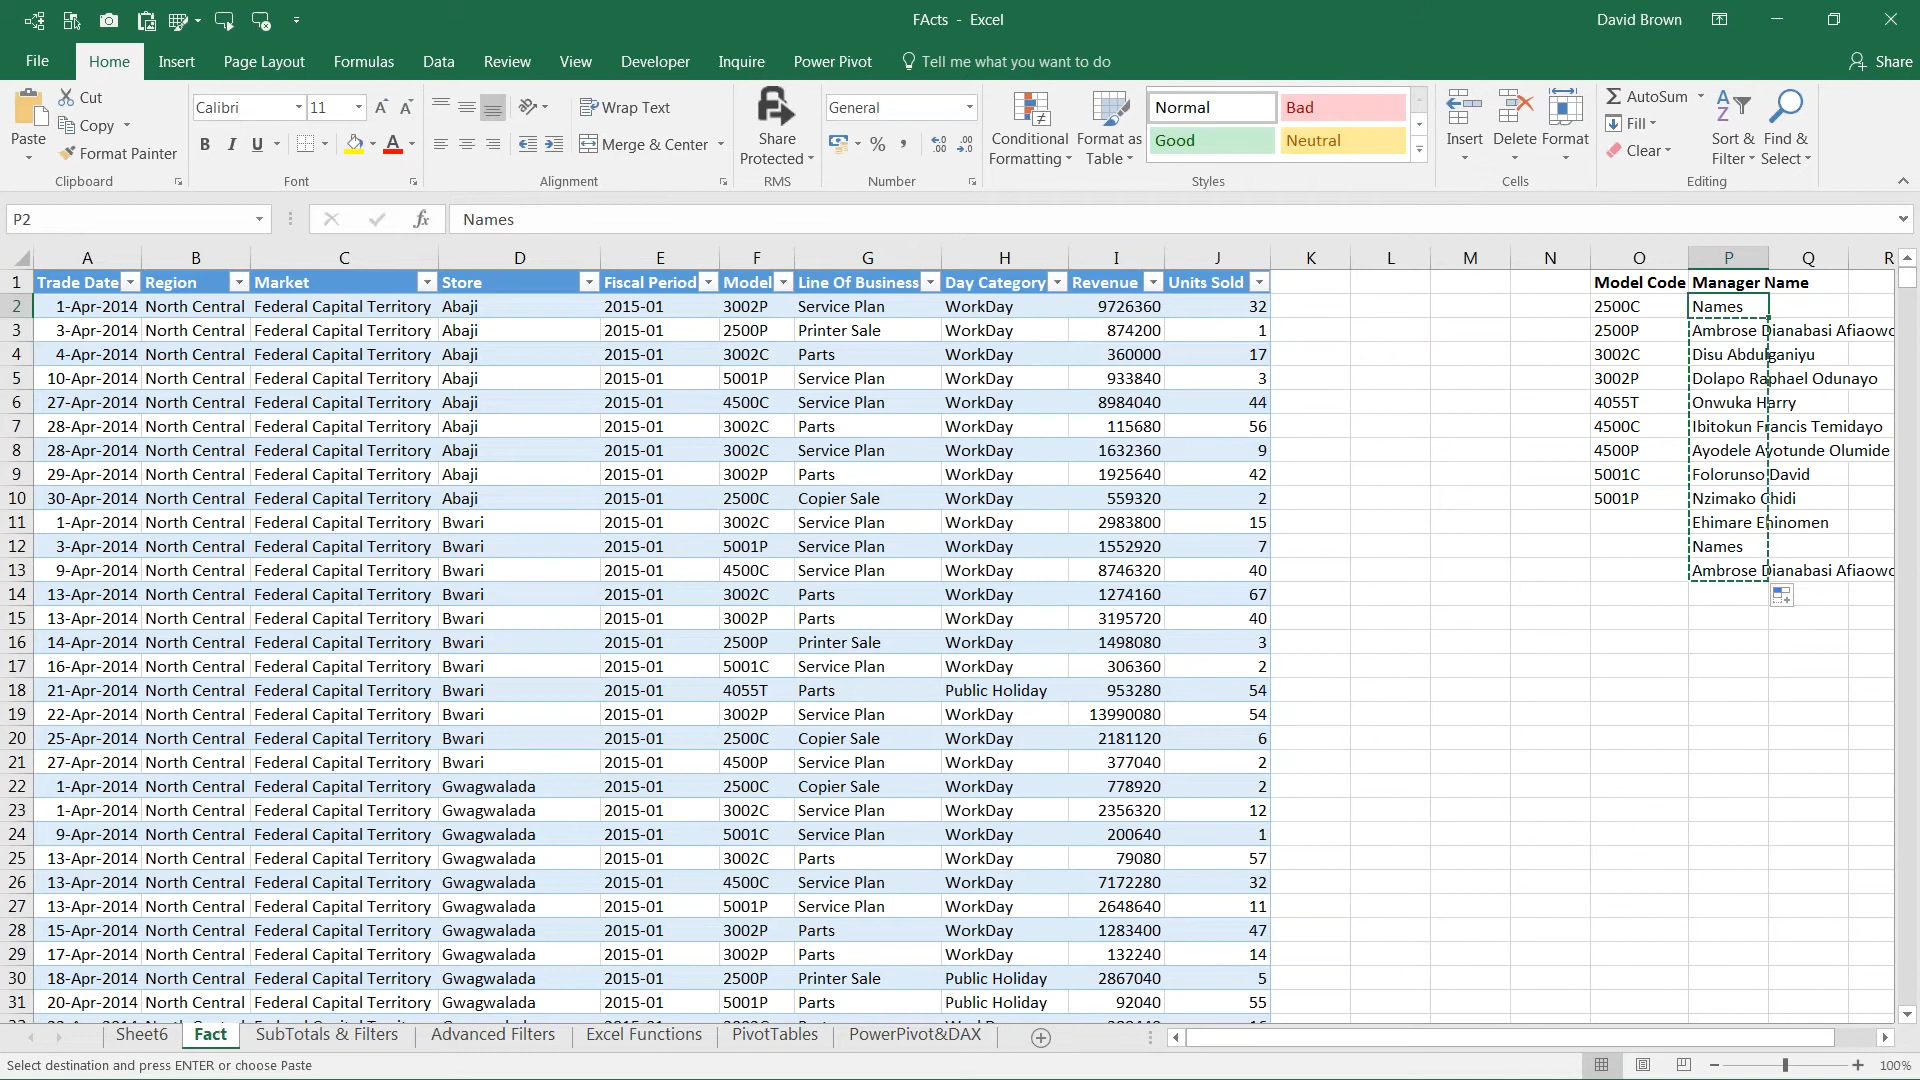 FActs - Excel
David Brown
File Home Insert Page Layout Formulas Data Review View Developer Inquire Power Pivot Tell me what you want to do Share
Paste
Cut
Copy
Format Painter
Clipboard
Calibri 11
B I U
Font
Wrap Text
Merge & Center
Alignment
Share
Protected
RMS
General
%
Number
Conditional
Formatting
Format as
Table
Normal Bad
Good Neutral
Styles
Insert Delete Format
Cells
AutoSum
Fill
Clear
Sort &
Filter
Find &
Select
Editing
P2 fx Names
A B C D E F G H I J K L M N O P Q R
1 Trade Date Region Market Store Fiscal Period Model Line Of Business Day Category Revenue Units Sold Model Code Manager Name
2 1-Apr-2014 North Central Federal Capital Territory Abaji 2015-01 3002P Service Plan WorkDay 9726360 32 2500C Names
3 3-Apr-2014 North Central Federal Capital Territory Abaji 2015-01 2500P Printer Sale WorkDay 874200 1 2500P Ambrose Dianabasi Afiaowo
4 4-Apr-2014 North Central Federal Capital Territory Abaji 2015-01 3002C Parts WorkDay 360000 17 3002C Disu Abdulganiyu
5 10-Apr-2014 North Central Federal Capital Territory Abaji 2015-01 5001P Service Plan WorkDay 933840 3 3002P Dolapo Raphael Odunayo
6 27-Apr-2014 North Central Federal Capital Territory Abaji 2015-01 4500C Service Plan WorkDay 8984040 44 4055T Onwuka Harry
7 28-Apr-2014 North Central Federal Capital Territory Abaji 2015-01 3002C Parts WorkDay 115680 56 4500C Ibitokun Francis Temidayo
8 28-Apr-2014 North Central Federal Capital Territory Abaji 2015-01 3002C Service Plan WorkDay 1632360 9 4500P Ayodele Ayotunde Olumide
9 29-Apr-2014 North Central Federal Capital Territory Abaji 2015-01 3002P Parts WorkDay 1925640 42 5001C Folorunso David
10 30-Apr-2014 North Central Federal Capital Territory Abaji 2015-01 2500C Copier Sale WorkDay 559320 2 5001P Nzimako Chidi
11 1-Apr-2014 North Central Federal Capital Territory Bwari 2015-01 3002C Service Plan WorkDay 2983800 15 Ehimare Ehinomen
12 3-Apr-2014 North Central Federal Capital Territory Bwari 2015-01 5001P Service Plan WorkDay 1552920 7 Names
13 9-Apr-2014 North Central Federal Capital Territory Bwari 2015-01 4500C Service Plan WorkDay 8746320 40 Ambrose Dianabasi Afiaowo
14 13-Apr-2014 North Central Federal Capital Territory Bwari 2015-01 3002C Parts WorkDay 1274160 67
15 13-Apr-2014 North Central Federal Capital Territory Bwari 2015-01 3002P Parts WorkDay 3195720 40
16 14-Apr-2014 North Central Federal Capital Territory Bwari 2015-01 2500P Printer Sale WorkDay 1498080 3
17 16-Apr-2014 North Central Federal Capital Territory Bwari 2015-01 5001C Service Plan WorkDay 306360 2
18 21-Apr-2014 North Central Federal Capital Territory Bwari 2015-01 4055T Parts Public Holiday 953280 54
19 22-Apr-2014 North Central Federal Capital Territory Bwari 2015-01 3002P Service Plan WorkDay 13990080 54
20 25-Apr-2014 North Central Federal Capital Territory Bwari 2015-01 2500C Copier Sale WorkDay 2181120 6
21 27-Apr-2014 North Central Federal Capital Territory Bwari 2015-01 4500P Service Plan WorkDay 377040 2
22 1-Apr-2014 North Central Federal Capital Territory Gwagwalada 2015-01 2500C Copier Sale WorkDay 778920 2
23 1-Apr-2014 North Central Federal Capital Territory Gwagwalada 2015-01 3002C Service Plan WorkDay 2356320 12
24 9-Apr-2014 North Central Federal Capital Territory Gwagwalada 2015-01 5001C Service Plan WorkDay 200640 1
25 13-Apr-2014 North Central Federal Capital Territory Gwagwalada 2015-01 3002C Parts WorkDay 79080 57
26 13-Apr-2014 North Central Federal Capital Territory Gwagwalada 2015-01 4500C Service Plan WorkDay 7172280 32
27 13-Apr-2014 North Central Federal Capital Territory Gwagwalada 2015-01 5001P Service Plan WorkDay 2648640 11
28 15-Apr-2014 North Central Federal Capital Territory Gwagwalada 2015-01 3002P Parts WorkDay 1283400 47
29 17-Apr-2014 North Central Federal Capital Territory Gwagwalada 2015-01 3002P Parts WorkDay 132240 14
30 18-Apr-2014 North Central Federal Capital Territory Gwagwalada 2015-01 2500P Printer Sale Public Holiday 2867040 5
31 20-Apr-2014 North Central Federal Capital Territory Gwagwalada 2015-01 5001P Parts Public Holiday 92040 55
Sheet6 Fact SubTotals & Filters Advanced Filters Excel Functions PivotTables PowerPivot&DAX
Select destination and press ENTER or choose Paste 100%